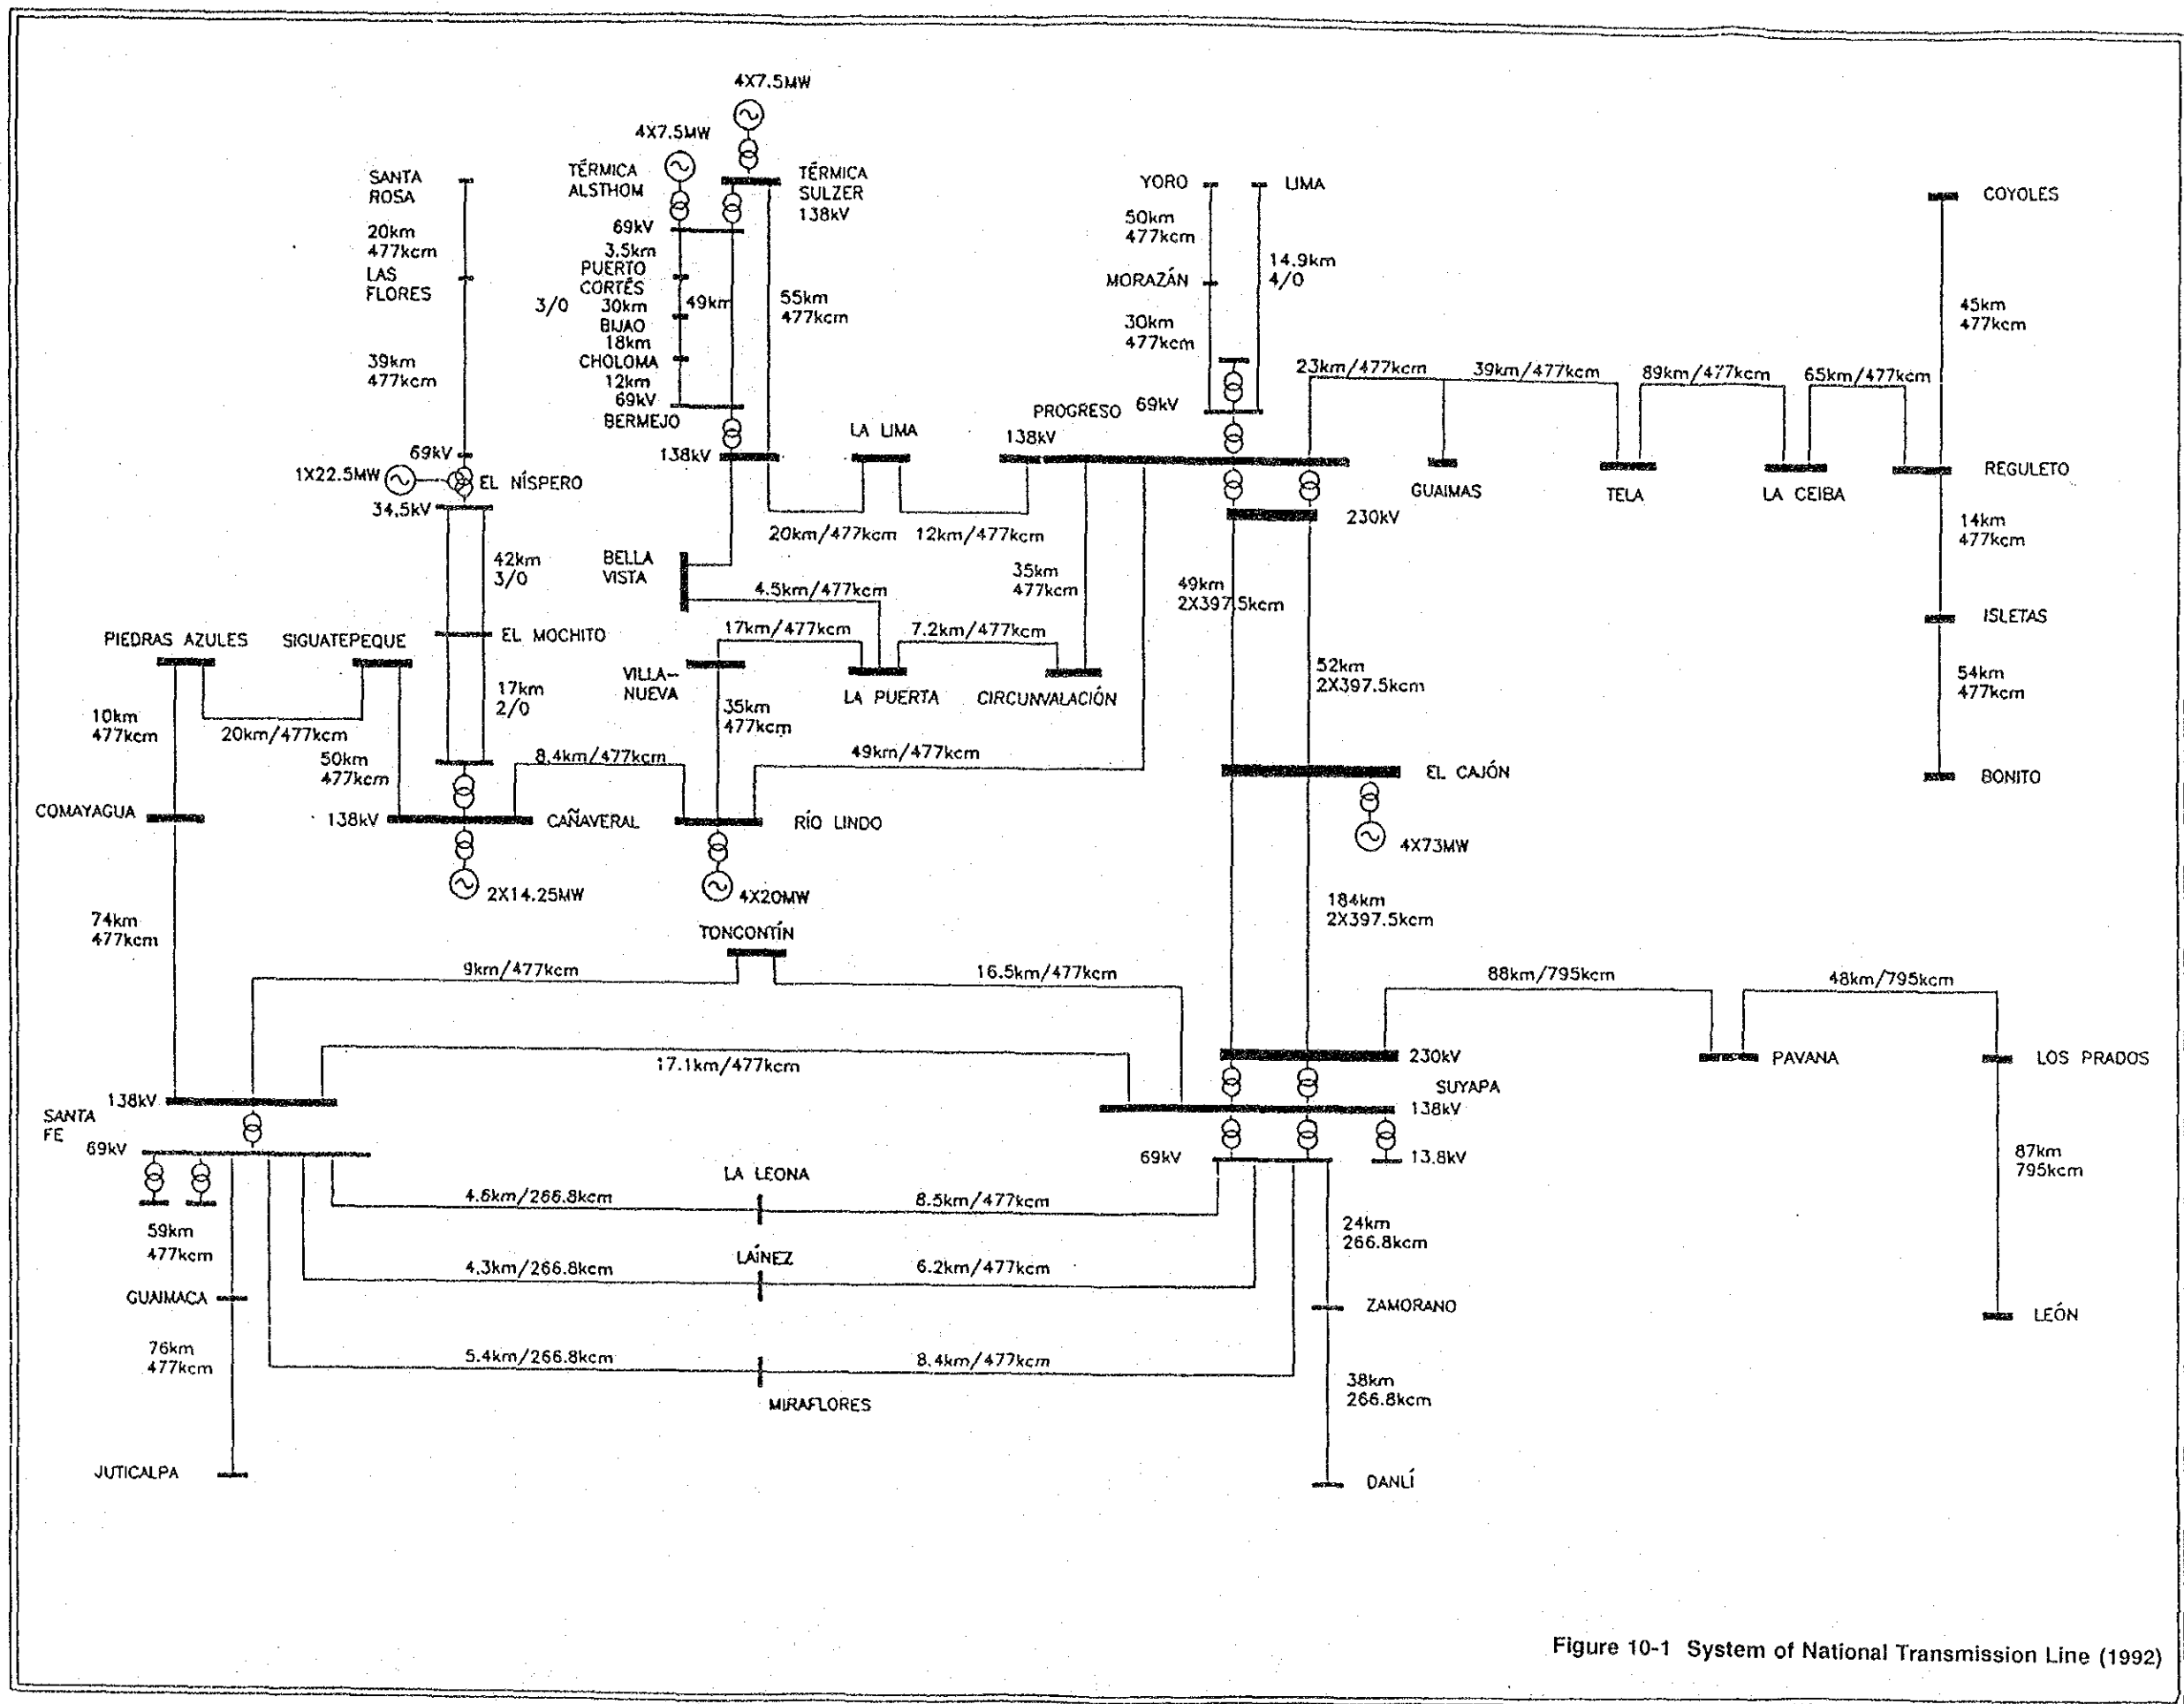 4X7.5MW
4X7.5MW
TÉRMICA
ALSTHOM
TÉRMICA
SULZER
138kV
SANTA
ROSA
20km
477kcm
LAS
FLORES
39km
477kcm
69kV
3.5km
PUERTO
CORTÉS
3/0
30km
49km
BIJAO
18km
CHOLOMA
12km
69kV
BERMEJO
55km
477kcm
138kV
YORO
LIMA
50km
477kcm
14.9km
4/0
MORAZÁN
30km
477kcm
PROGRESO
69kV
138kV
LA LIMA
23km/477kcm
39km/477kcm
89km/477kcm
65km/477kcm
COYOLES
45km
477kcm
REGULETO
GUAIMAS
TELA
LA CEIBA
14km
477kcm
ISLETAS
54km
477kcm
BONITO
69kV
1X22.5MW
EL NÍSPERO
34.5kV
42km
3/0
EL MOCHITO
17km
2/0
20km/477kcm
12km/477kcm
230kV
BELLA
VISTA
4.5km/477kcm
35km
477kcm
49km
2X397.5kcm
17km/477kcm
7.2km/477kcm
52km
2X397.5kcm
VILLA-
NUEVA
LA PUERTA
CIRCUNVALACIÓN
PIEDRAS AZULES
SIGUATEPEQUE
10km
477kcm
20km/477kcm
50km
477kcm
8.4km/477kcm
35km
477kcm
49km/477kcm
EL CAJÓN
4X73MW
COMAYAGUA
138kV
CAÑAVERAL
RÍO LINDO
2X14.25MW
4X20MW
74km
477kcm
TONCONTÍN
184km
2X397.5kcm
9km/477kcm
16.5km/477kcm
88km/795kcm
48km/795kcm
17.1km/477kcm
230kV
SUYAPA
PAVANA
LOS PRADOS
138kV
138kV
SANTA
FE
69kV
69kV
13.8kV
87km
795kcm
LEÓN
LA LEONA
4.6km/266.8kcm
8.5km/477kcm
59km
477kcm
24km
266.8kcm
LAÍNEZ
4.3km/266.8kcm
6.2km/477kcm
GUAIMACA
ZAMORANO
76km
477kcm
5.4km/266.8kcm
8.4km/477kcm
38km
266.8kcm
MIRAFLORES
JUTICALPA
DANLÍ
Figure 10-1 System of National Transmission Line (1992)